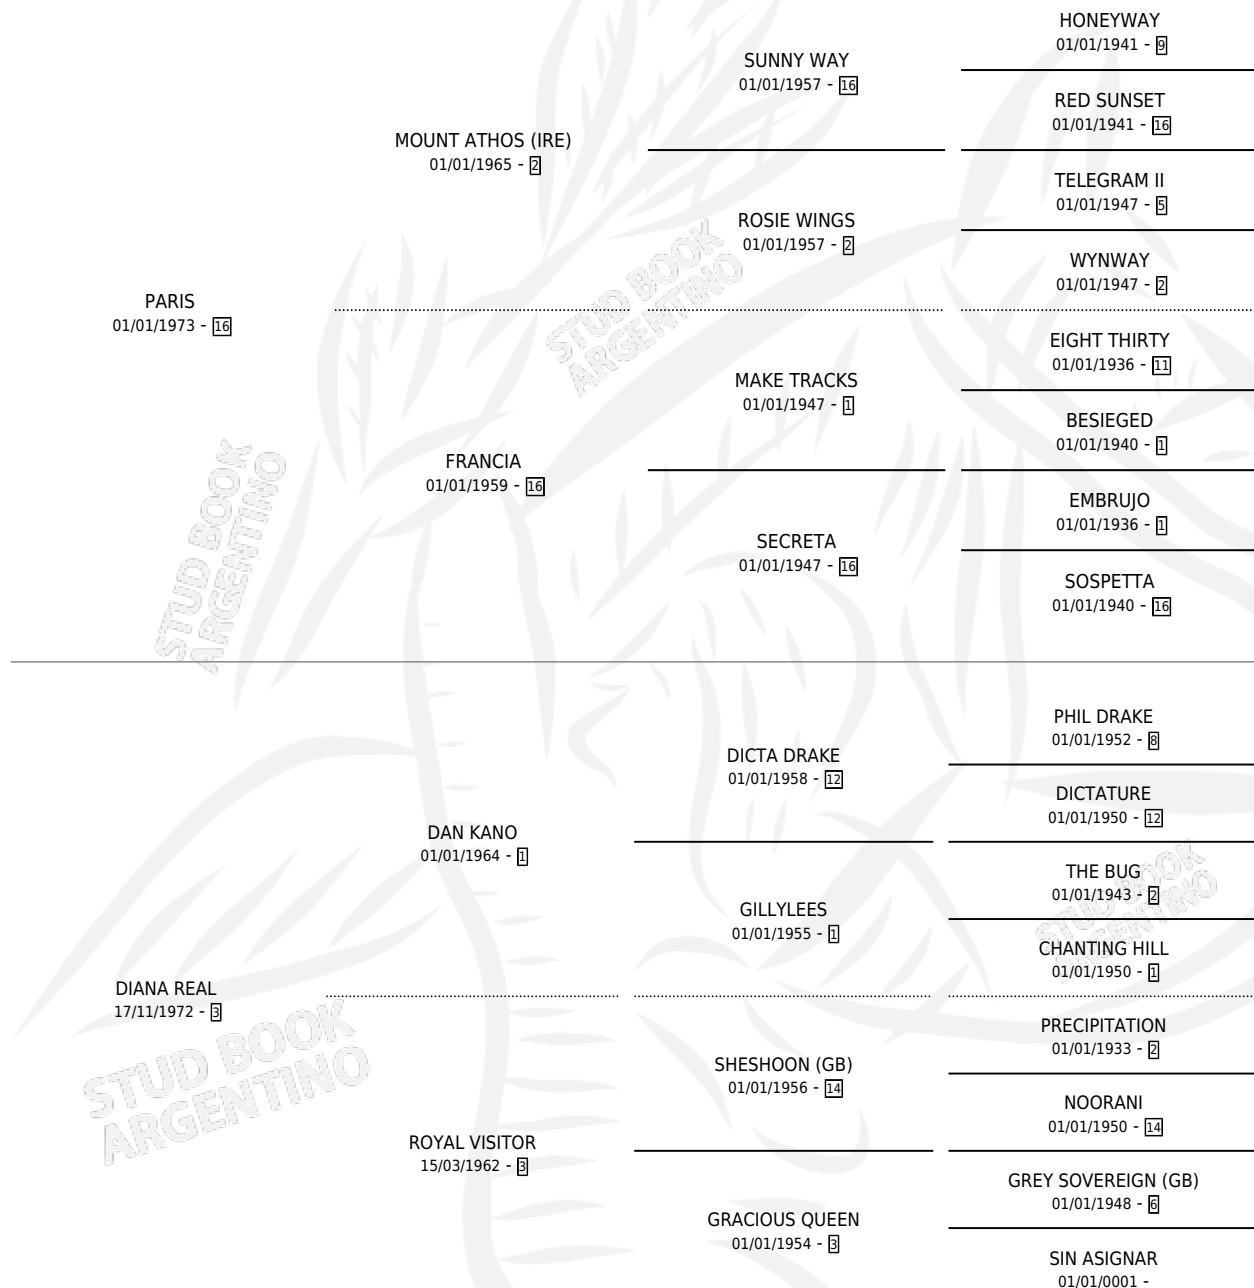 HONEYWAY
01/01/1941 - 9
SUNNY WAY
01/01/1957 - 16
RED SUNSET
01/01/1941 - 16
MOUNT ATHOS (IRE)
01/01/1965 - 2
TELEGRAM II
01/01/1947 - 5
ROSIE WINGS
01/01/1957 - 2
WYNWAY
01/01/1947 - 2
PARIS
01/01/1973 - 16
EIGHT THIRTY
01/01/1936 - 11
MAKE TRACKS
01/01/1947 - 1
BESIEGED
01/01/1940 - 1
FRANCIA
01/01/1959 - 16
EMBRUJO
01/01/1936 - 1
SECRETA
01/01/1947 - 16
SOSPETTA
01/01/1940 - 16
PHIL DRAKE
01/01/1952 - 8
DICTA DRAKE
01/01/1958 - 12
DICTATURE
01/01/1950 - 12
DAN KANO
01/01/1964 - 1
THE BUG
01/01/1943 - 2
GILLYLEES
01/01/1955 - 1
CHANTING HILL
01/01/1950 - 1
DIANA REAL
17/11/1972 - 3
PRECIPITATION
01/01/1933 - 2
SHESHOON (GB)
01/01/1956 - 14
NOORANI
01/01/1950 - 14
ROYAL VISITOR
15/03/1962 - 3
GREY SOVEREIGN (GB)
01/01/1948 - 6
GRACIOUS QUEEN
01/01/1954 - 3
SIN ASIGNAR
01/01/0001 -
STUD BOOK
ARGENTINO
STUD BOOK
ARGENTINO
STUD BOOK
ARGENTINO
STUD BOOK
ARGENTINO